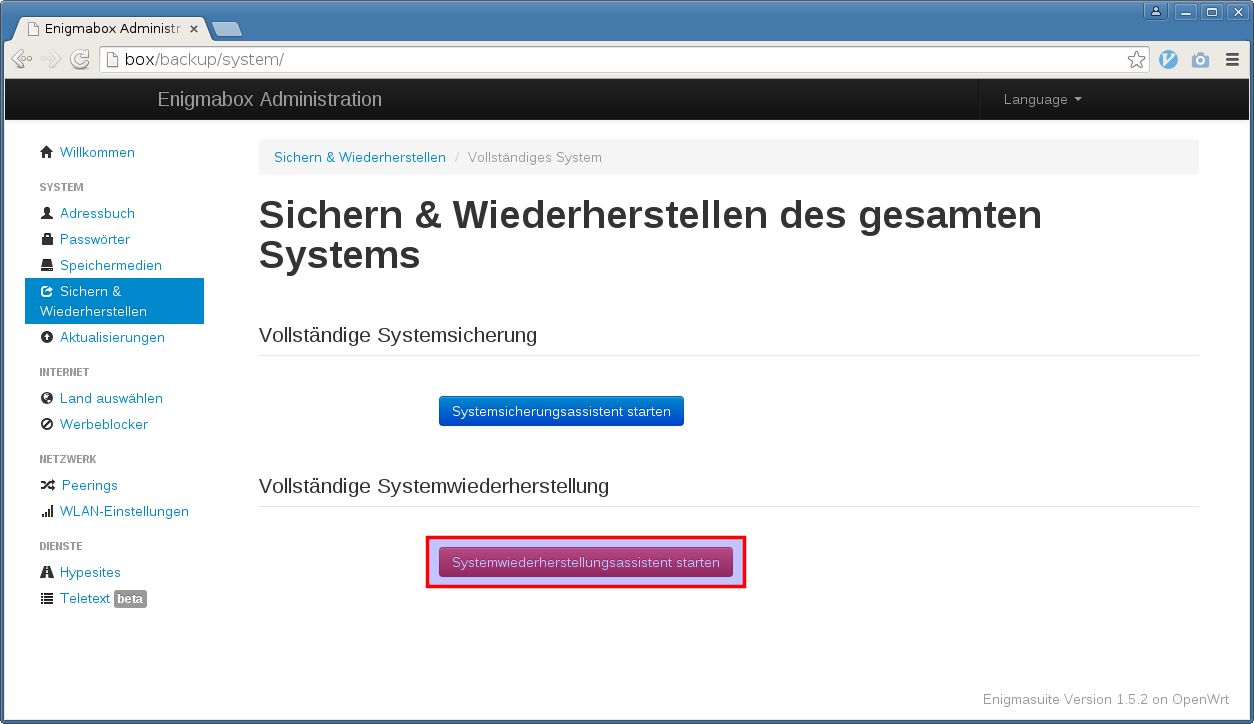 Enigmabox Administr
box/backup/system/
Enigmabox Administration
Language
Willkommen
SYSTEM
Adressbuch
Passwörter
Speichermedien
Sichern &
Wiederherstellen
Aktualisierungen
INTERNET
Land auswählen
Werbeblocker
NETZWERK
Peerings
WLAN-Einstellungen
DIENSTE
Hypesites
Teletext beta
Sichern & Wiederherstellen / Vollständiges System
Sichern & Wiederherstellen des gesamten
Systems
Vollständige Systemsicherung
Systemsicherungsassistent starten
Vollständige Systemwiederherstellung
Systemwiederherstellungsassistent starten
Enigmasuite Version 1.5.2 on OpenWrt